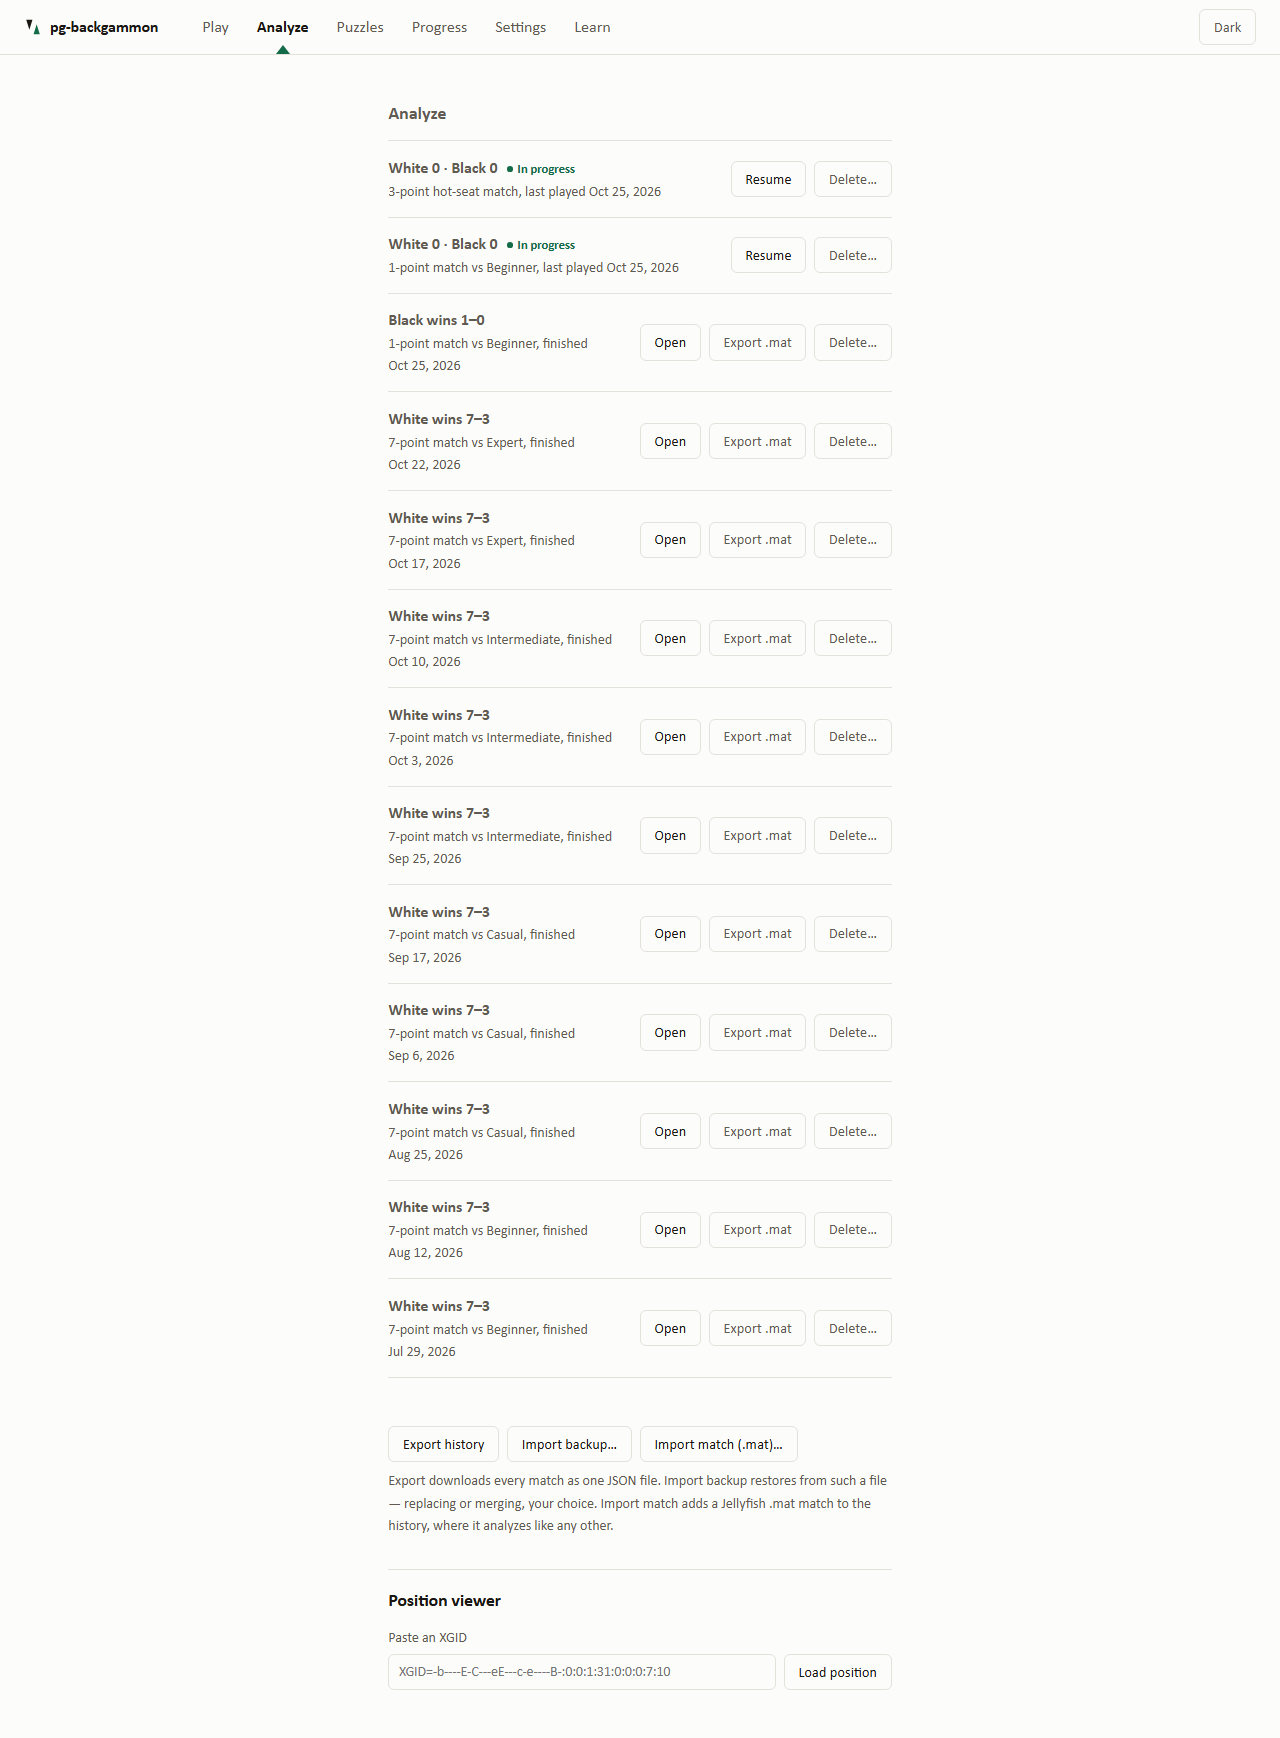 pg-backgammon Play Analyze Puzzles Progress Settings Learn Dark
Analyze
White 0 · Black 0 In progress
3-point hot-seat match, last played Oct 25, 2026
Resume Delete...
White 0 · Black 0 In progress
1-point match vs Beginner, last played Oct 25, 2026
Resume Delete...
Black wins 1–0
1-point match vs Beginner, finished
Oct 25, 2026
Open Export .mat Delete...
White wins 7–3
7-point match vs Expert, finished
Oct 22, 2026
Open Export .mat Delete...
White wins 7–3
7-point match vs Expert, finished
Oct 17, 2026
Open Export .mat Delete...
White wins 7–3
7-point match vs Intermediate, finished
Oct 10, 2026
Open Export .mat Delete...
White wins 7–3
7-point match vs Intermediate, finished
Oct 3, 2026
Open Export .mat Delete...
White wins 7–3
7-point match vs Intermediate, finished
Sep 25, 2026
Open Export .mat Delete...
White wins 7–3
7-point match vs Casual, finished
Sep 17, 2026
Open Export .mat Delete...
White wins 7–3
7-point match vs Casual, finished
Sep 6, 2026
Open Export .mat Delete...
White wins 7–3
7-point match vs Casual, finished
Aug 25, 2026
Open Export .mat Delete...
White wins 7–3
7-point match vs Beginner, finished
Aug 12, 2026
Open Export .mat Delete...
White wins 7–3
7-point match vs Beginner, finished
Jul 29, 2026
Open Export .mat Delete...
Export history Import backup... Import match (.mat)...
Export downloads every match as one JSON file. Import backup restores from such a file
— replacing or merging, your choice. Import match adds a Jellyfish .mat match to the
history, where it analyzes like any other.
Position viewer
Paste an XGID
XGID=-b----E-C---eE---c-e----B-:0:0:1:31:0:0:0:7:10
Load position